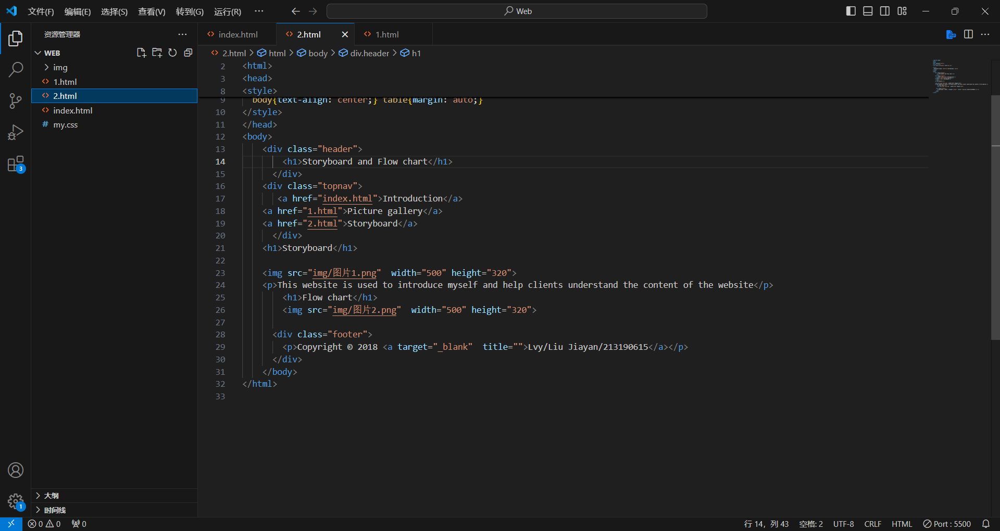 文件(F) 编辑(E) 选择(S) 查看(V) 转到(G) 运行(R) ··· Web
资源管理器 ···
index.html 2.html 1.html
WEB
img
1.html
2.html
index.html
my.css
3
大纲
时间线
1
2.html > html > body > div.header > h1
2 <html>
3 <head>
8 <style>
9 body{text-align: center;} table{margin: auto;}
10 </style>
11 </head>
12 <body>
13 <div class="header">
14 <h1>Storyboard and Flow chart</h1>
15 </div>
16 <div class="topnav">
17 <a href="index.html">Introduction</a>
18 <a href="1.html">Picture gallery</a>
19 <a href="2.html">Storyboard</a>
20 </div>
21 <h1>Storyboard</h1>
22
23 <img src="img/图片1.png"  width="500" height="320">
24 <p>This website is used to introduce myself and help clients understand the content of the website</p>
25 <h1>Flow chart</h1>
26 <img src="img/图片2.png"  width="500" height="320">
27
28 <div class="footer">
29 <p>Copyright © 2018 <a target="_blank"  title="">Lvy/Liu Jiayan/213190615</a></p>
30 </div>
31 </body>
32 </html>
33
0 0 0 行 14，列 43 空格: 2 UTF-8 CRLF HTML Port : 5500